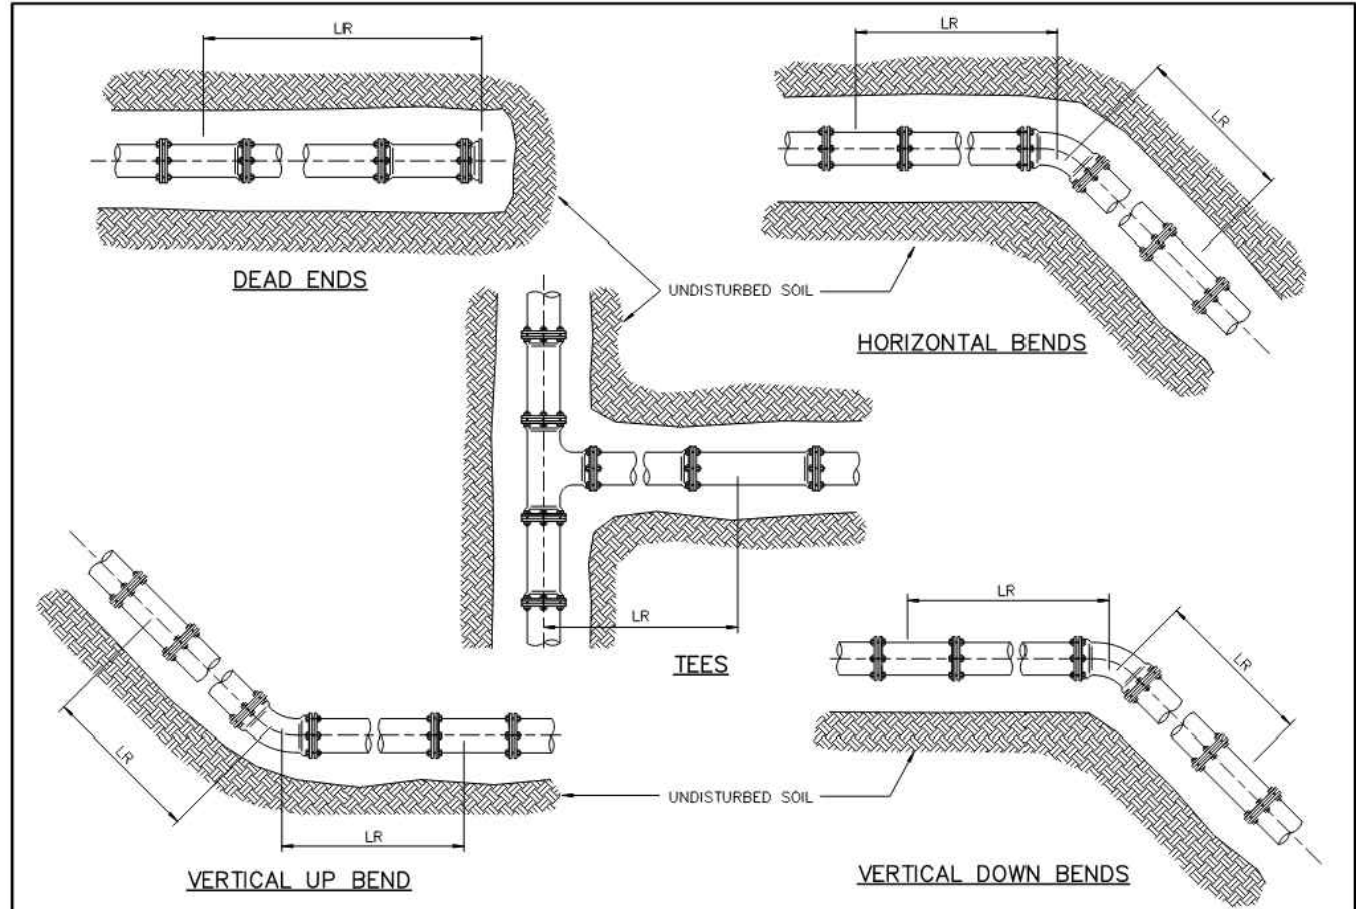 LR
LR
LR
DEAD ENDS
UNDISTURBED SOIL
HORIZONTAL BENDS
LR
TEES
LR
LR
LR
UNDISTURBED SOIL
LR
VERTICAL UP BEND
VERTICAL DOWN BENDS